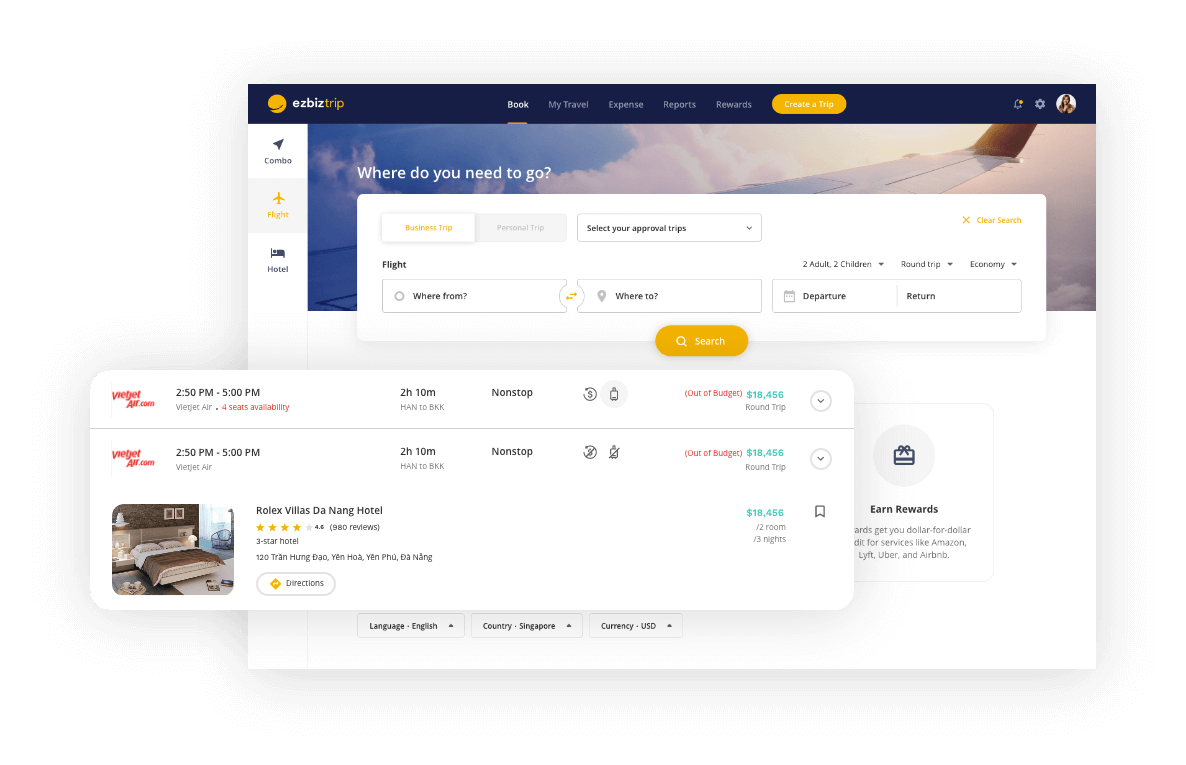 ezbiztrip
Book My Travel Expense Reports Rewards Create a Trip
Combo
Flight
Hotel
Where do you need to go?
Business Trip Personal Trip Select your approval trips Clear Search
Flight 2 Adult, 2 Children Round trip Economy
Where from? Where to? Departure Return
Search
vietjet Air.com
2:50 PM - 5:00 PM 2h 10m Nonstop (Out of Budget) $18,456
Vietjet Air • 4 seats availability HAN to BKK Round Trip
vietjet Air.com
2:50 PM - 5:00 PM 2h 10m Nonstop (Out of Budget) $18,456
Vietjet Air HAN to BKK Round Trip
Rolex Villas Da Nang Hotel $18,456
4.6 (980 reviews) /2 room
3-star hotel /3 nights
120 Trần Hưng Đạo, Yên Hoà, Yên Phú, Đà Nẵng
Directions
Earn Rewards
get you dollar-for-dollar
for services like Amazon,
Lyft, Uber, and Airbnb.
Language - English Country - Singapore Currency - USD